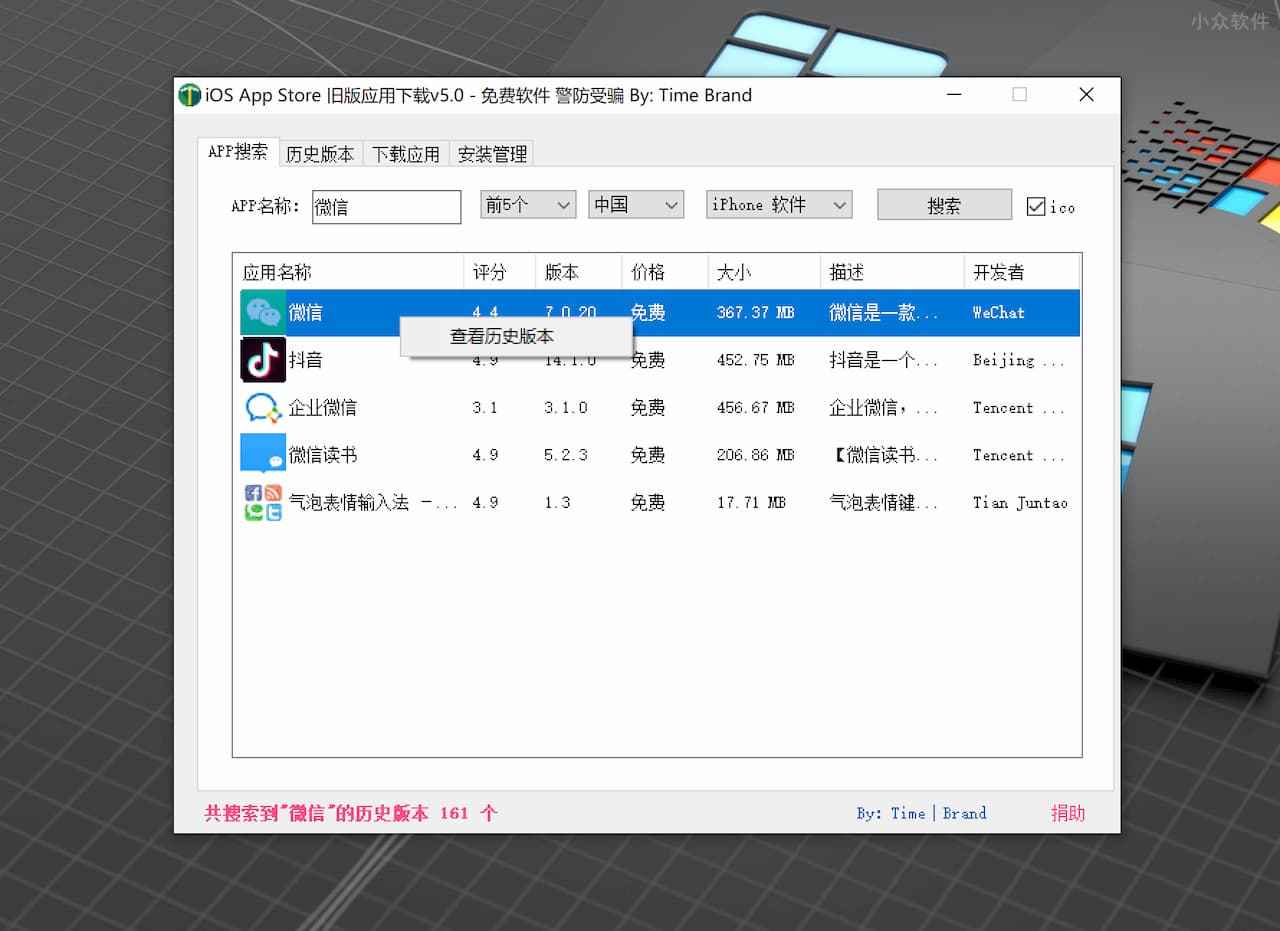 小众软件
iOS App Store 旧版应用下载v5.0 - 免费软件 警防受骗 By: Time Brand
APP搜索 历史版本 下载应用 安装管理
APP名称: 微信 前5个 中国 iPhone 软件 搜索 ico
应用名称 评分 版本 价格 大小 描述 开发者
微信 4.4 7.0.20 免费 367.37 MB 微信是一款... WeChat
查看历史版本
抖音 4.9 14.1.0 免费 452.75 MB 抖音是一个... Beijing ...
企业微信 3.1 3.1.0 免费 456.67 MB 企业微信，... Tencent ...
微信读书 4.9 5.2.3 免费 206.86 MB 【微信读书... Tencent ...
气泡表情输入法 －... 4.9 1.3 免费 17.71 MB 气泡表情键... Tian Juntao
共搜索到"微信"的历史版本 161 个 By: Time|Brand 捐助